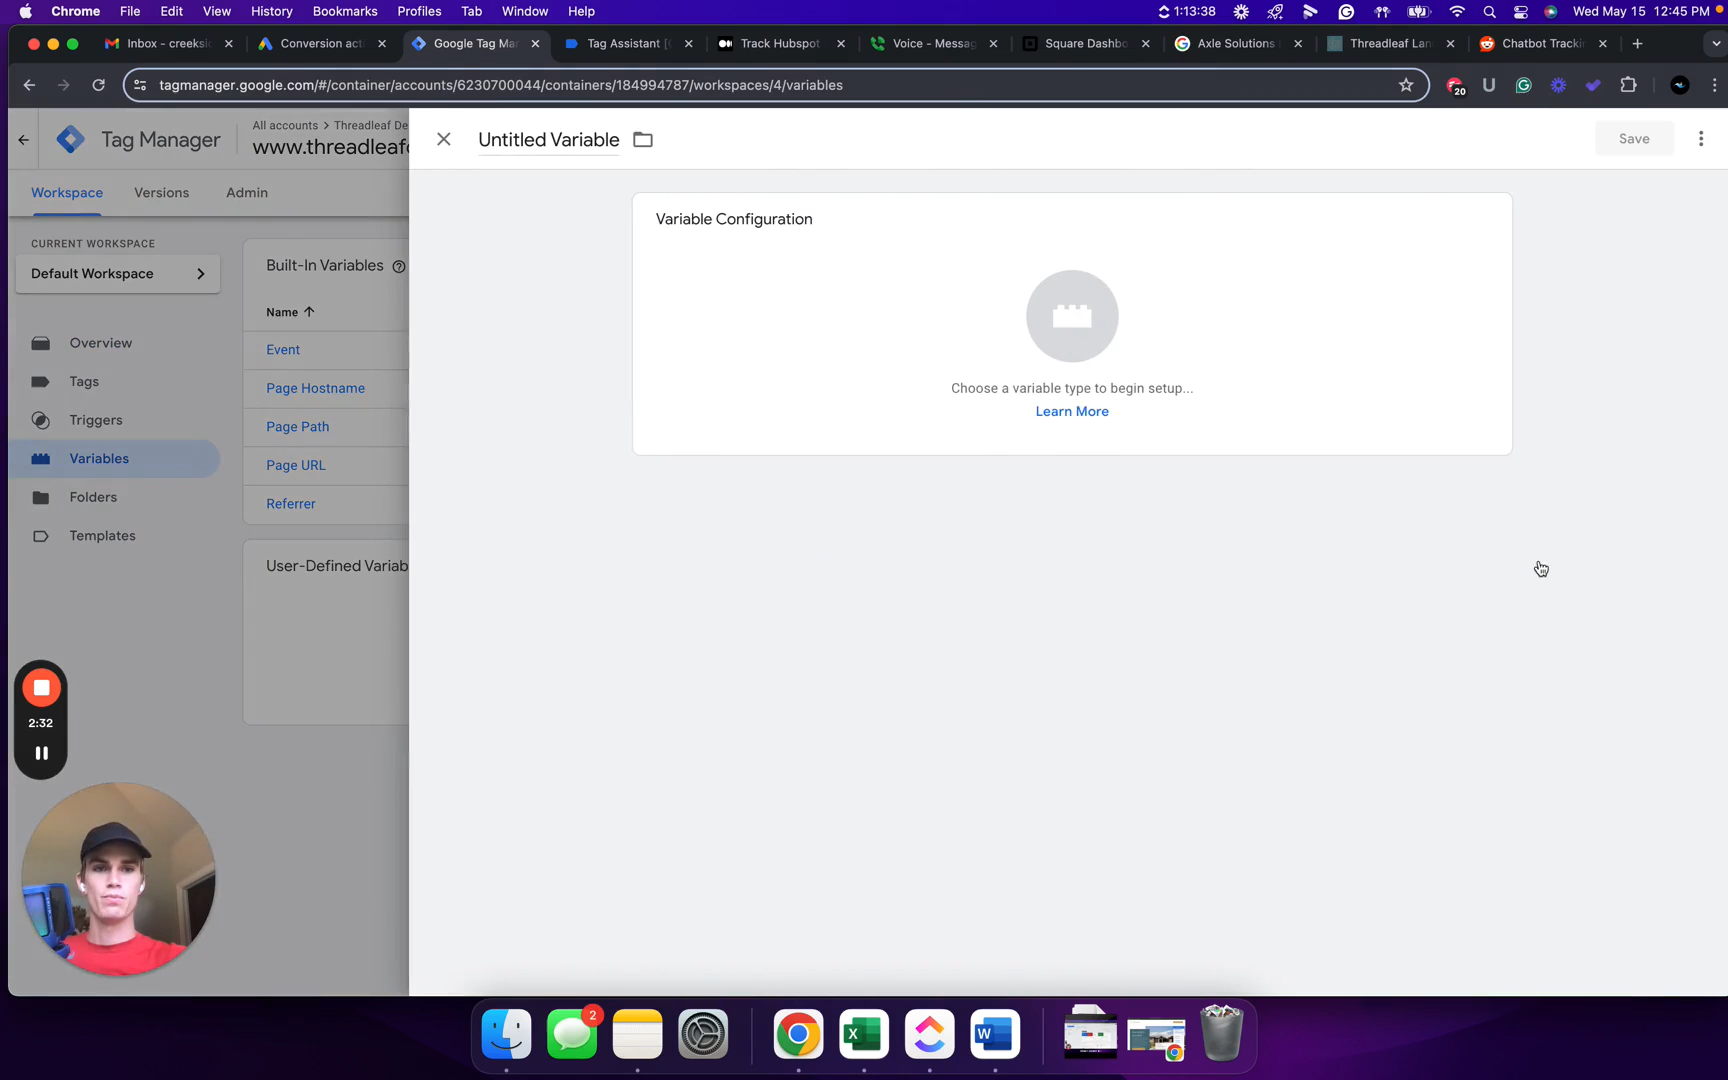 Chrome File Edit View History Bookmarks Profiles Tab Window Help 1:13:38 Wed May 15 12:45 PM
Inbox - creeksi Conversion act Google Tag Ma Tag Assistant [ Track Hubspot Voice - Messag Square Dashbo Axle Solutions Threadleaf Lan Chatbot Tracki
tagmanager.google.com/#/container/accounts/6230700044/containers/184994787/workspaces/4/variables
20
U
Tag Manager
All accounts > Threadleaf De
www.threadleaf
Untitled Variable
Save
Workspace Versions Admin
CURRENT WORKSPACE
Default Workspace
Overview
Tags
Triggers
Variables
Folders
Templates
Built-In Variables
Name
Event
Page Hostname
Page Path
Page URL
Referrer
User-Defined Variab
Variable Configuration
Choose a variable type to begin setup...
Learn More
2:32
2
X
W